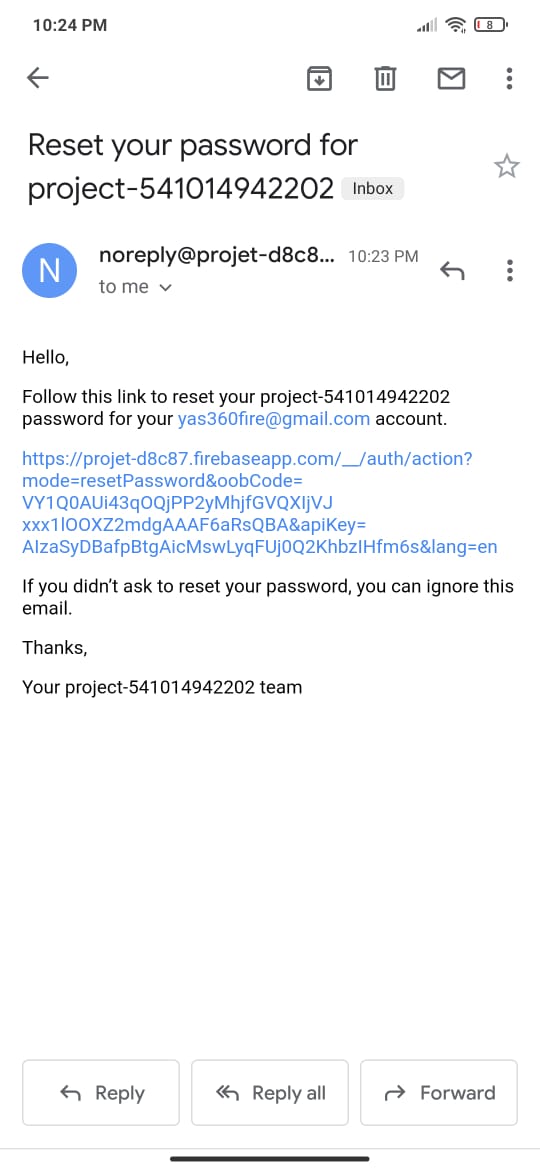 10:24 PM
8
Reset your password for
project-541014942202 Inbox
N
noreply@projet-d8c8... 10:23 PM
to me
Hello,
Follow this link to reset your project-541014942202
password for your yas360fire@gmail.com account.
https://projet-d8c87.firebaseapp.com/__/auth/action?
mode=resetPassword&oobCode=
VY1Q0AUi43qOQjPP2yMhjfGVQXIjVJ
xxx1lOOXZ2mdgAAAF6aRsQBA&apiKey=
AIzaSyDBafpBtgAicMswLyqFUj0Q2KhbzIHfm6s&lang=en
If you didn’t ask to reset your password, you can ignore this
email.
Thanks,
Your project-541014942202 team
Reply
Reply all
Forward